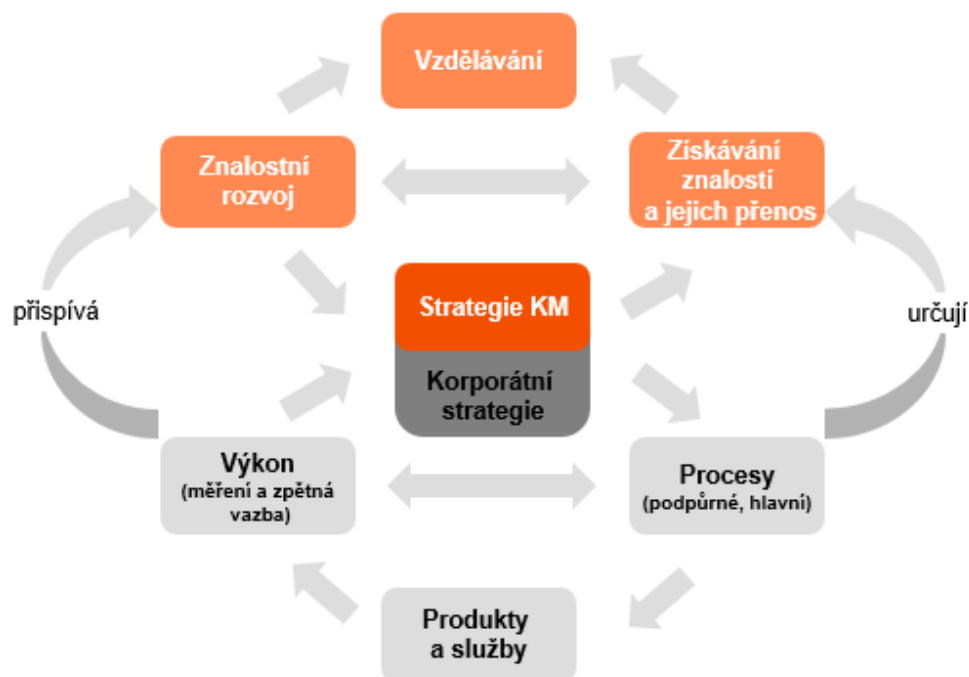 Vzdělávání
Znalostní
rozvoj
Získávání
znalostí
a jejich přenos
přispívá
Strategie KM
určují
Korporátní
strategie
Výkon
(měření a zpětná
vazba)
Procesy
(podpůrné, hlavní)
Produkty
a služby